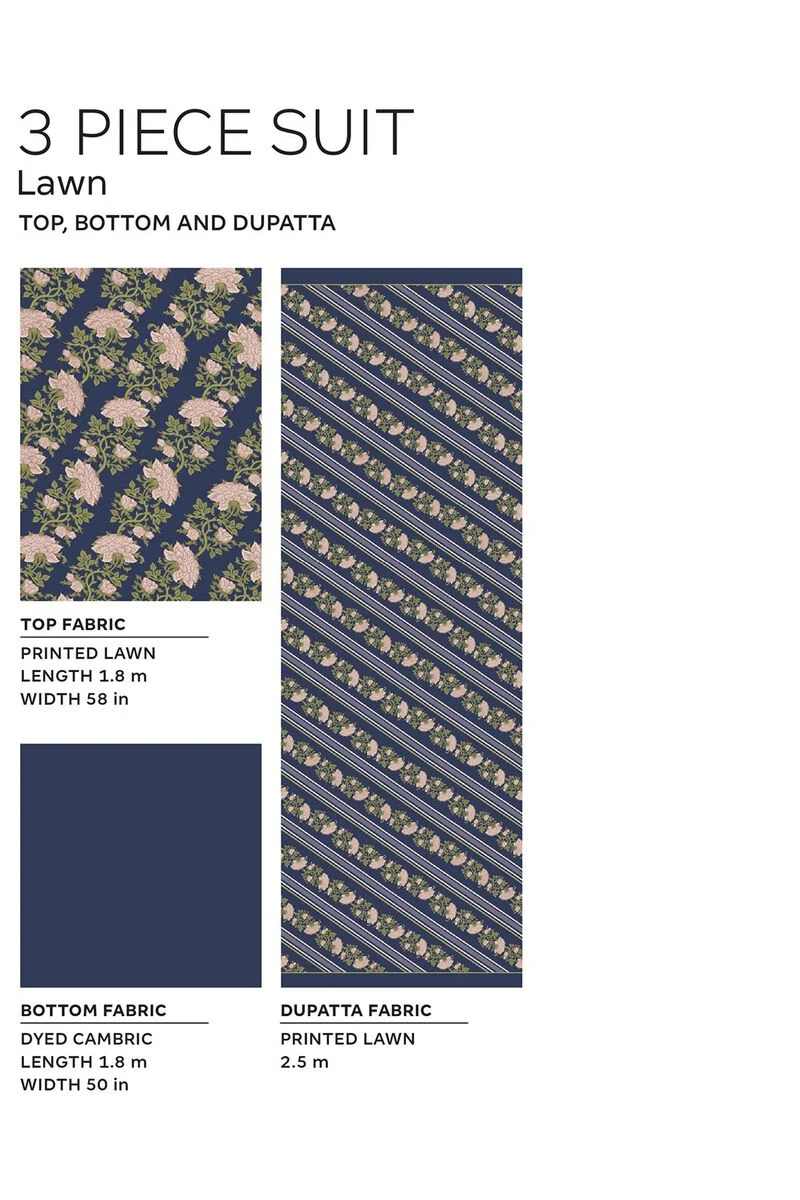 3 PIECE SUIT
Lawn
TOP, BOTTOM AND DUPATTA
TOP FABRIC
PRINTED LAWN
LENGTH 1.8 m
WIDTH 58 in
BOTTOM FABRIC
DYED CAMBRIC
LENGTH 1.8 m
WIDTH 50 in
DUPATTA FABRIC
PRINTED LAWN
2.5 m